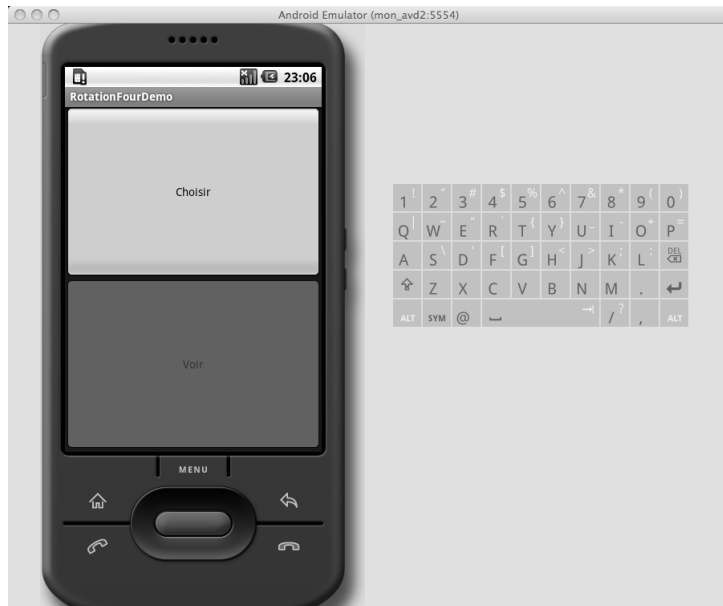 Android Emulator (mon_avd2:5554)
23:06
RotationFourDemo
Choisir
Voir
MENU
1 ! 2 " 3 # 4 $ 5 % 6 ^ 7 & 8 * 9 ( 0 )
Q | W ~ E " R ` T { Y } U _ I - O + P =
A S \ D ' F [ G ] H < J > K ; L : DEL
Z X C V B N M .
ALT SYM @ / ? , ALT